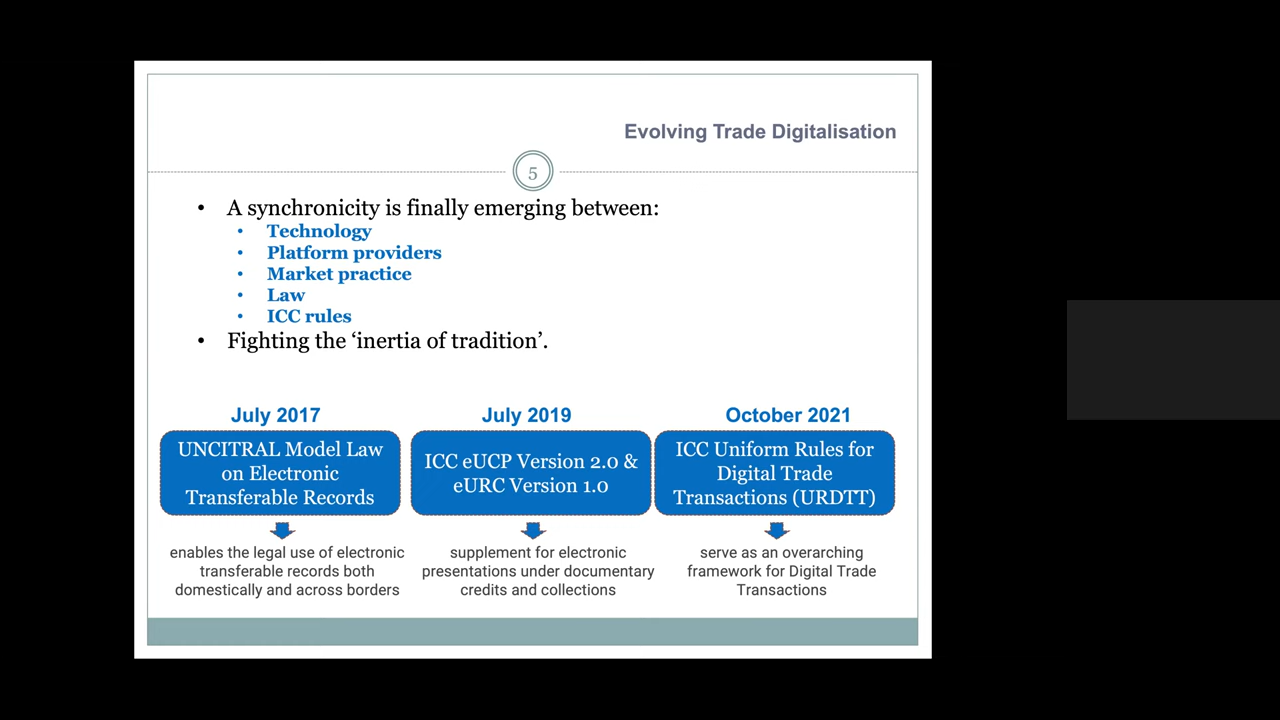 Evolving Trade Digitalisation
5
• A synchronicity is finally emerging between:
• Technology
• Platform providers
• Market practice
• Law
• ICC rules
• Fighting the ‘inertia of tradition’.
July 2017
UNCITRAL Model Law
on Electronic
Transferable Records
enables the legal use of electronic
transferable records both
domestically and across borders
July 2019
ICC eUCP Version 2.0 &
eURC Version 1.0
supplement for electronic
presentations under documentary
credits and collections
October 2021
ICC Uniform Rules for
Digital Trade
Transactions (URDTT)
serve as an overarching
framework for Digital Trade
Transactions